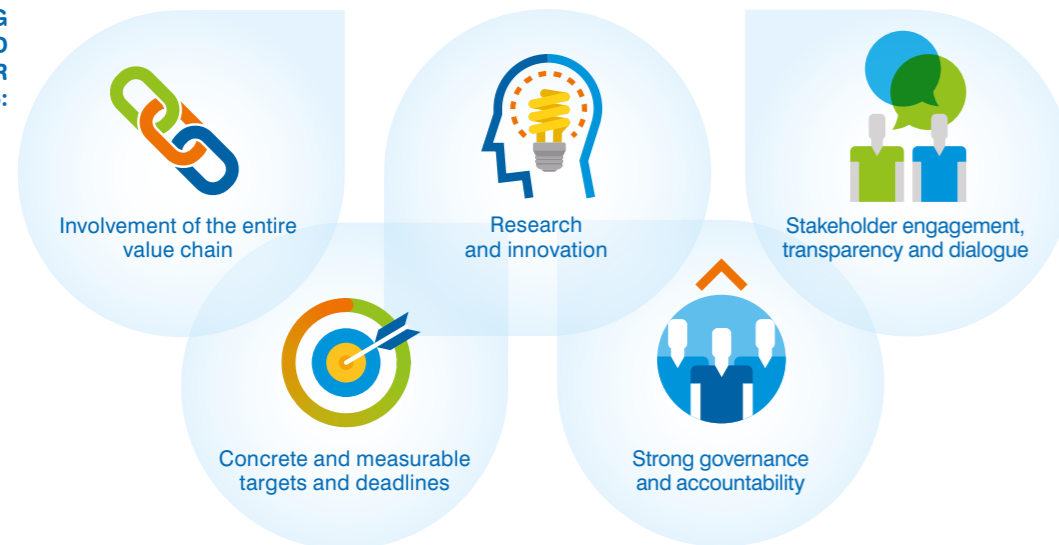 Involvement of the entire
value chain
Research
and innovation
Stakeholder engagement,
transparency and dialogue
Concrete and measurable
targets and deadlines
Strong governance
and accountability